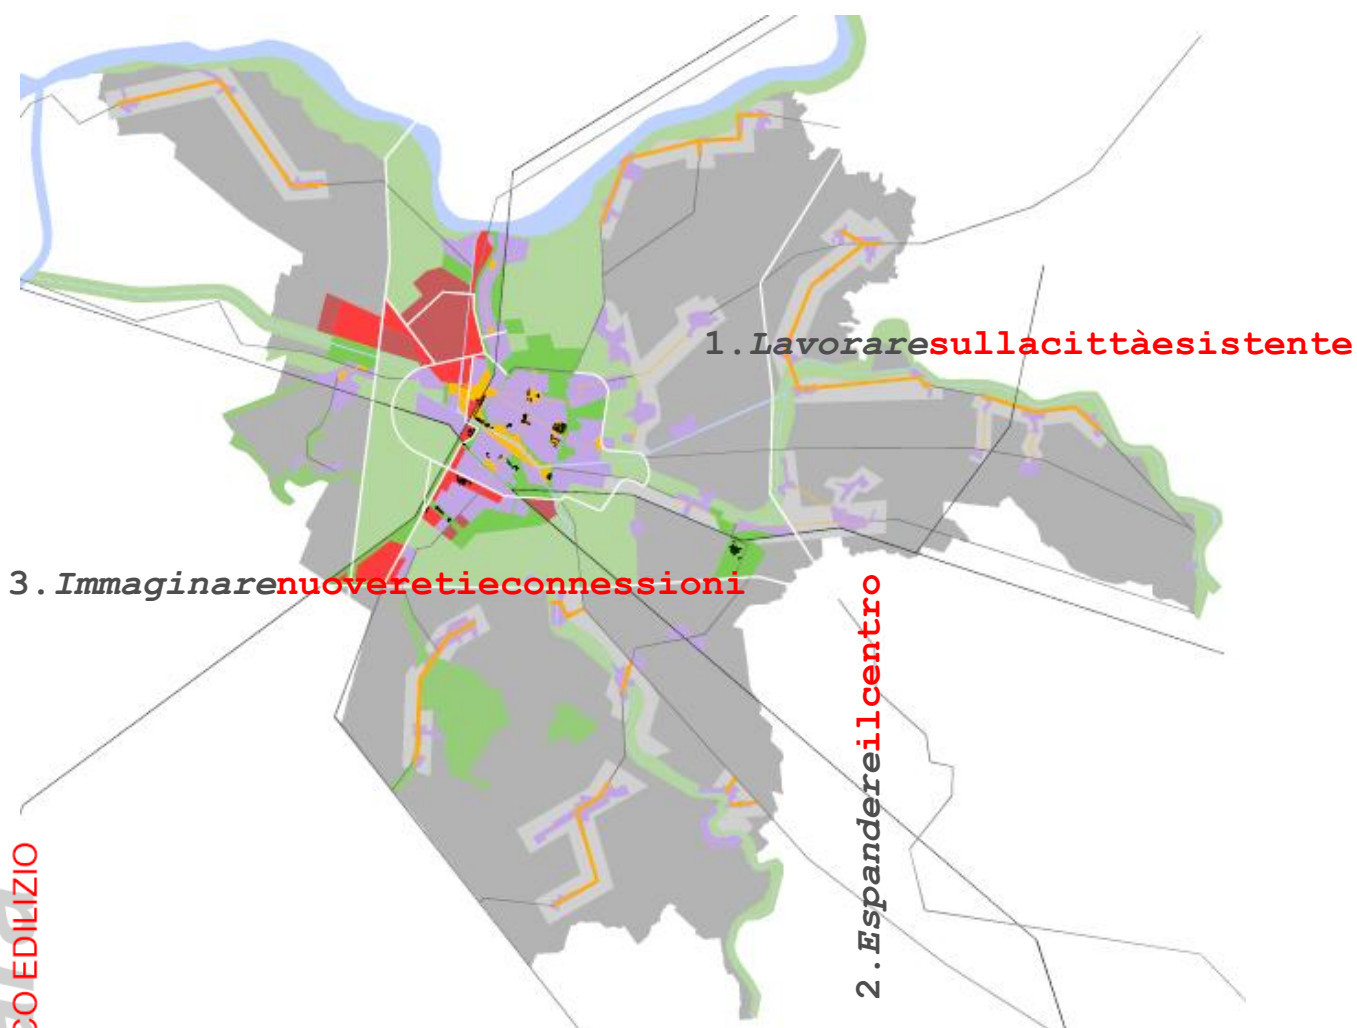 1.Lavoraresullacittàesistente
3.Immaginarenuoveretieconnessioni
2.Espandereilcentro
CO EDILIZIO